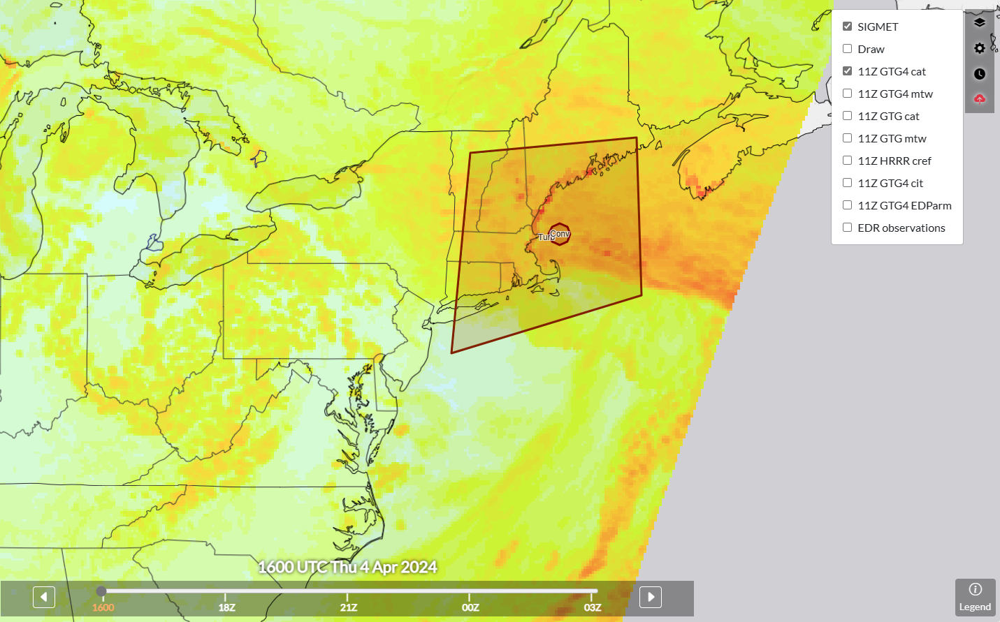 SIGMET
Draw
11Z GTG4 cat
11Z GTG4 mtw
11Z GTG cat
11Z GTG mtw
11Z HRRR cref
11Z GTG4 cit
11Z GTG4 EDParm
EDR observations
Turb
Conv
1600 UTC Thu 4 Apr 2024
1600 18Z 21Z 00Z 03Z
Legend